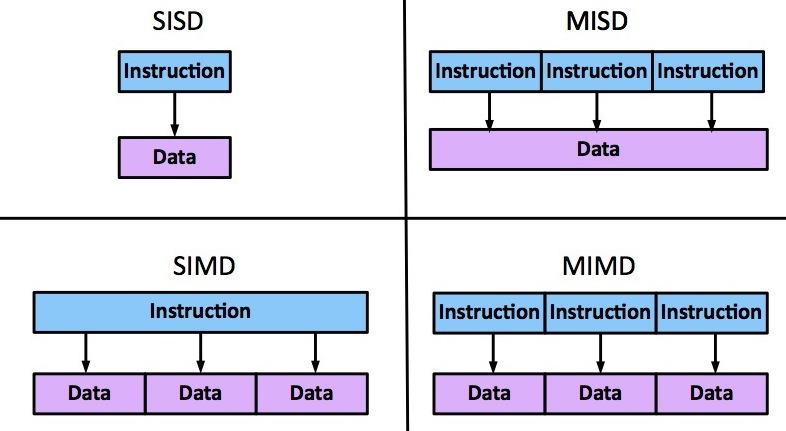 SISD
Instruction
Data
MISD
Instruction Instruction Instruction
Data
SIMD
Instruction
Data Data Data
MIMD
Instruction Instruction Instruction
Data Data Data